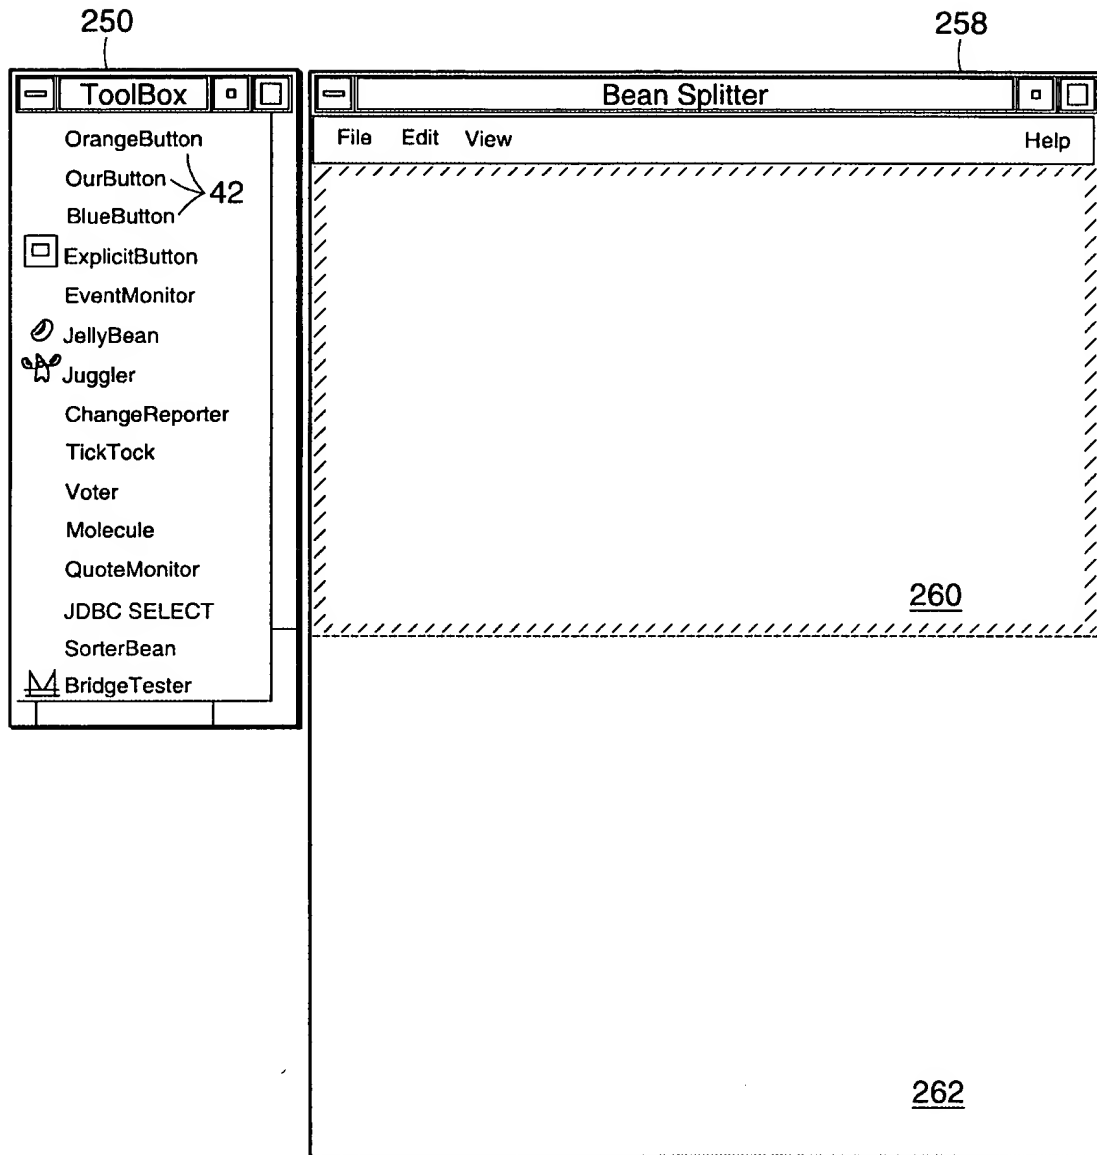 250
258
ToolBox
Bean Splitter
File Edit View Help
OrangeButton
OurButton
42
BlueButton
ExplicitButton
EventMonitor
JellyBean
Juggler
ChangeReporter
TickTock
Voter
Molecule
QuoteMonitor
JDBC SELECT
SorterBean
BridgeTester
260
262